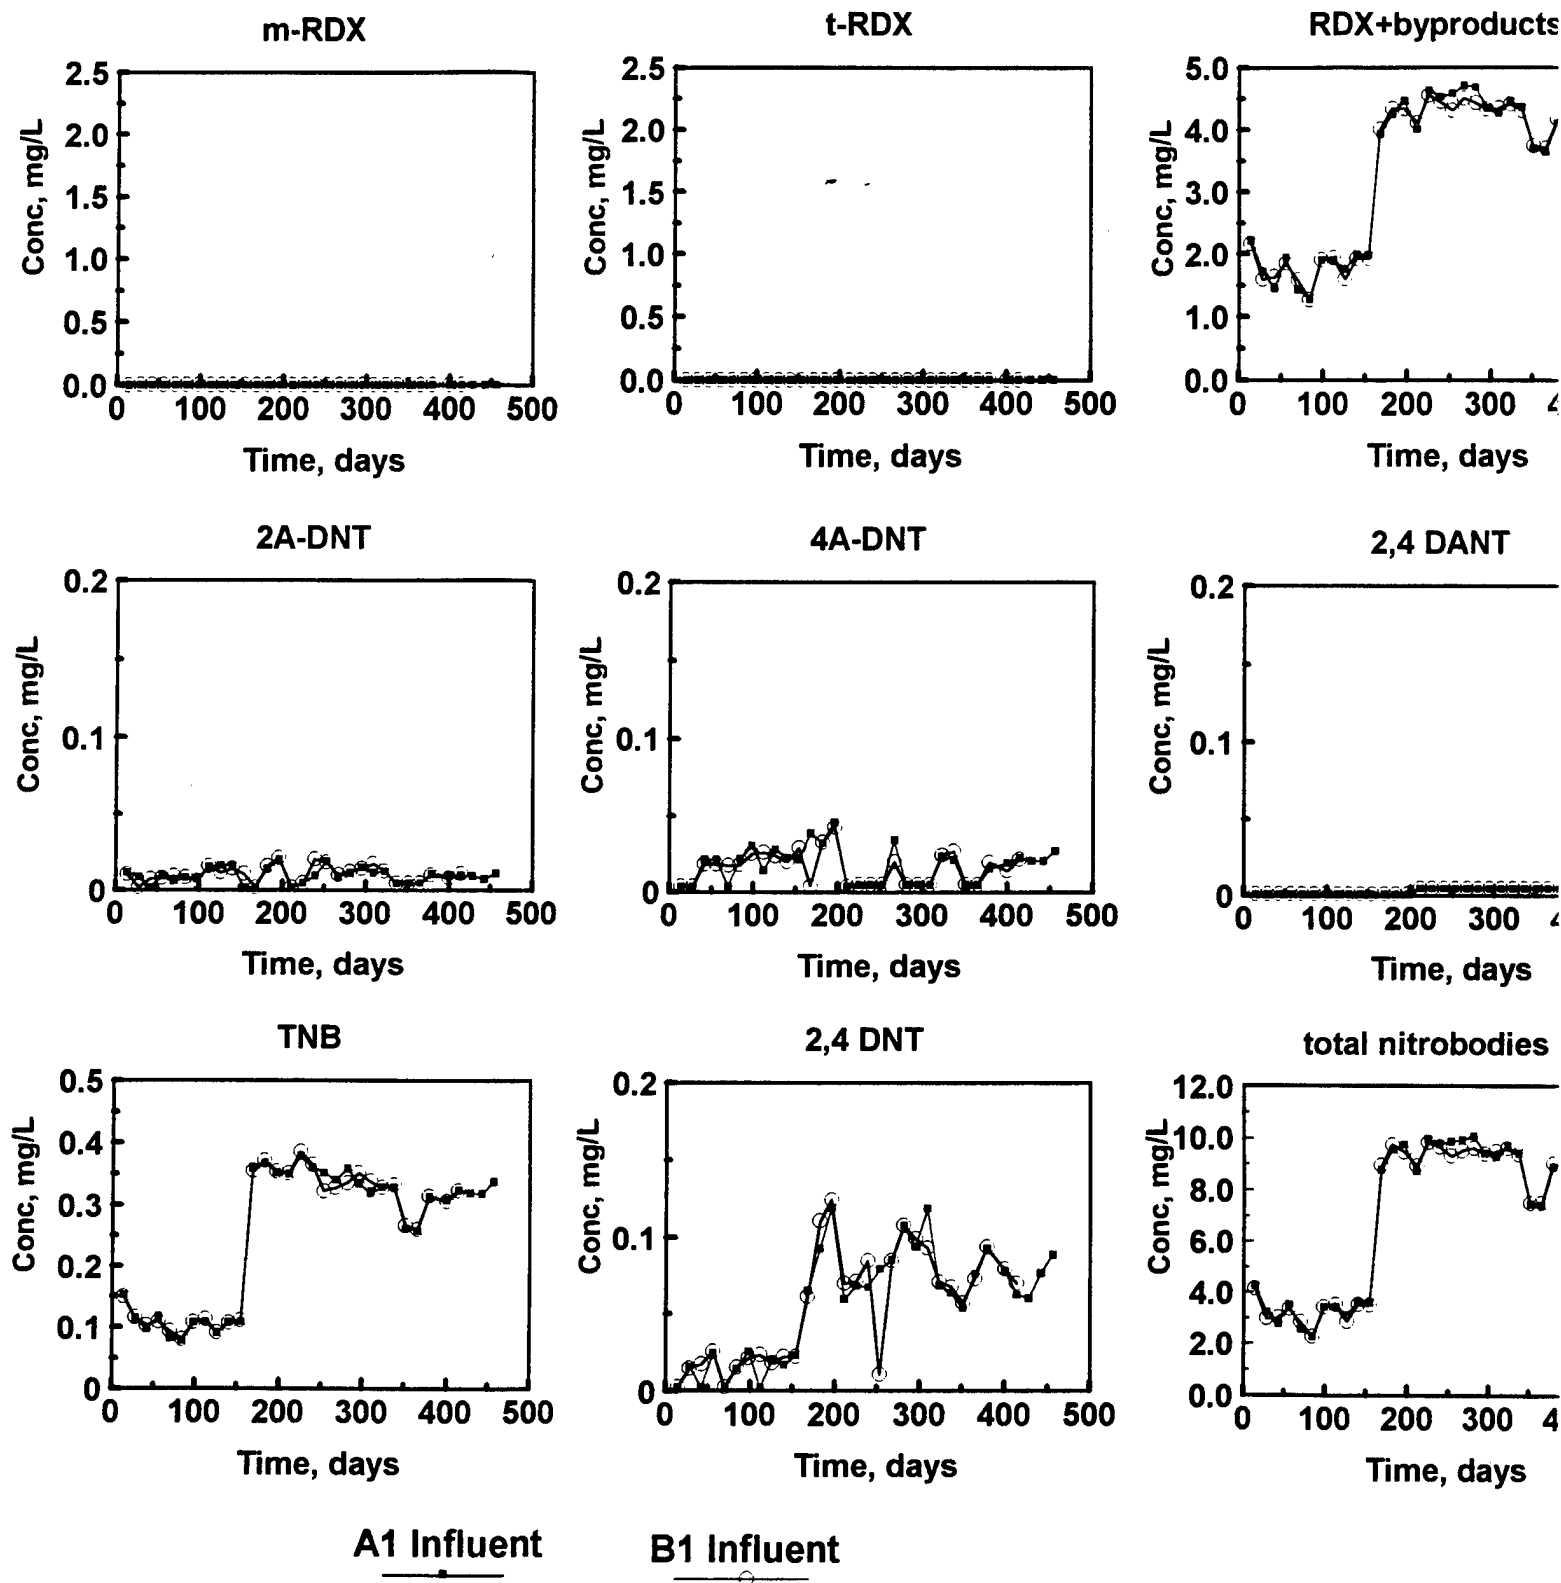 m-RDX
t-RDX
RDX+byproducts
Conc, mg/L
2.5
2.0
1.5
1.0
0.5
0.0
0 100 200 300 400 500
Time, days
Conc, mg/L
2.5
2.0
1.5
1.0
0.5
0.0
0 100 200 300 400 500
Time, days
Conc, mg/L
5.0
4.0
3.0
2.0
1.0
0.0
0 100 200 300
Time, days
2A-DNT
4A-DNT
2,4 DANT
Conc, mg/L
0.2
0.1
0
0 100 200 300 400 500
Time, days
Conc, mg/L
0.2
0.1
0
0 100 200 300 400 500
Time, days
Conc, mg/L
0.2
0.1
0
0 100 200 300
Time, days
TNB
2,4 DNT
total nitrobodies
Conc, mg/L
0.5
0.4
0.3
0.2
0.1
0
0 100 200 300 400 500
Time, days
Conc, mg/L
0.2
0.1
0
0 100 200 300 400 500
Time, days
Conc, mg/L
12.0
10.0
8.0
6.0
4.0
2.0
0.0
0 100 200 300
Time, days
A1 Influent
B1 Influent